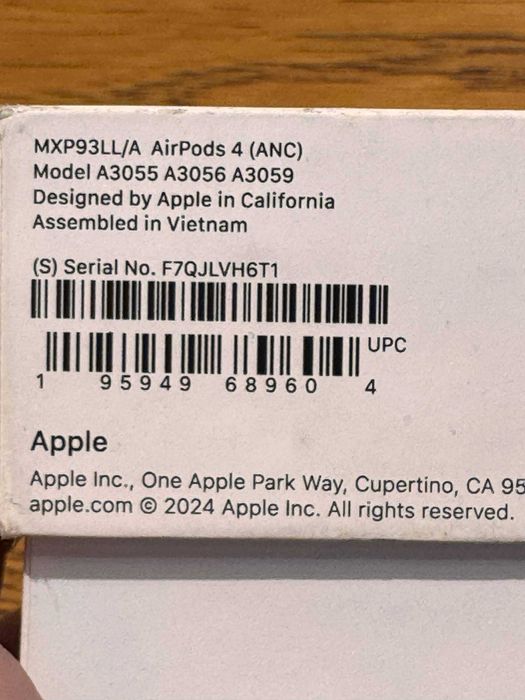 MXP93LL/A AirPods 4 (ANC)
Model A3055 A3056 A3059
Designed by Apple in California
Assembled in Vietnam
(S) Serial No. F7QJLVH6T1
UPC
1 95949 68960 4
Apple
Apple Inc., One Apple Park Way, Cupertino, CA 95
apple.com © 2024 Apple Inc. All rights reserved.